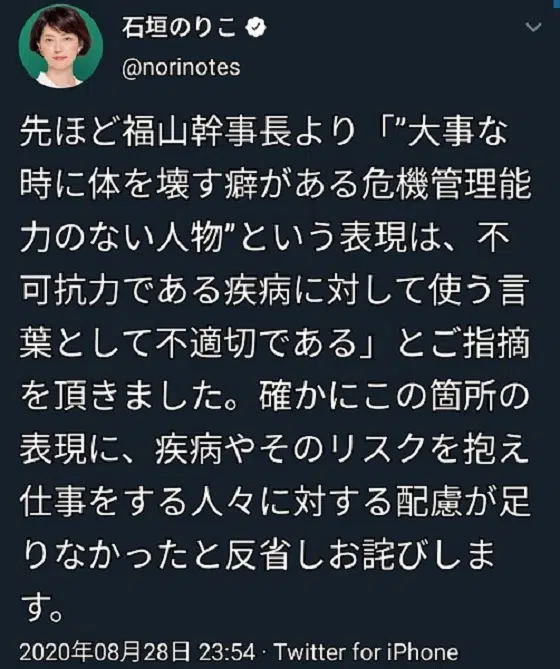 石垣のりこ
@norinotes
先ほど福山幹事長より「”大事な
時に体を壊す癖がある危機管理能
力のない人物”という表現は、不
可抗力である疾病に対して使う言
葉として不適切である」とご指摘
を頂きました。確かにこの箇所の
表現に、疾病やそのリスクを抱え
仕事をする人々に対する配慮が足
りなかったと反省しお詫びしま
す。
2020年08月28日 23:54 · Twitter for iPhone